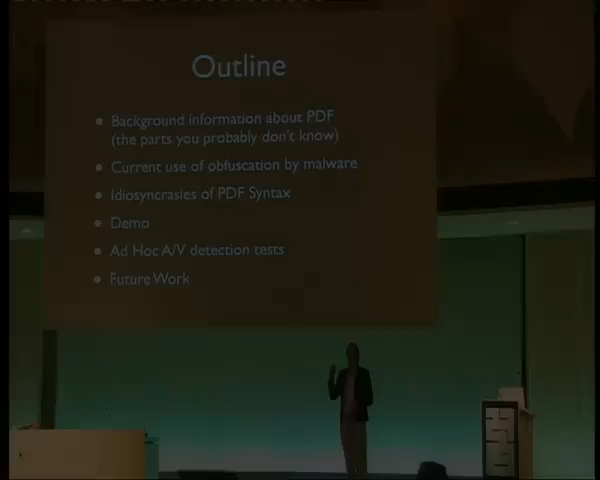 Outline
Background information about PDF
(the parts you probably don't know)
Current use of obfuscation by malware
Idiosyncrasies of PDF Syntax
Demo
Ad Hoc A/V detection tests
Future Work